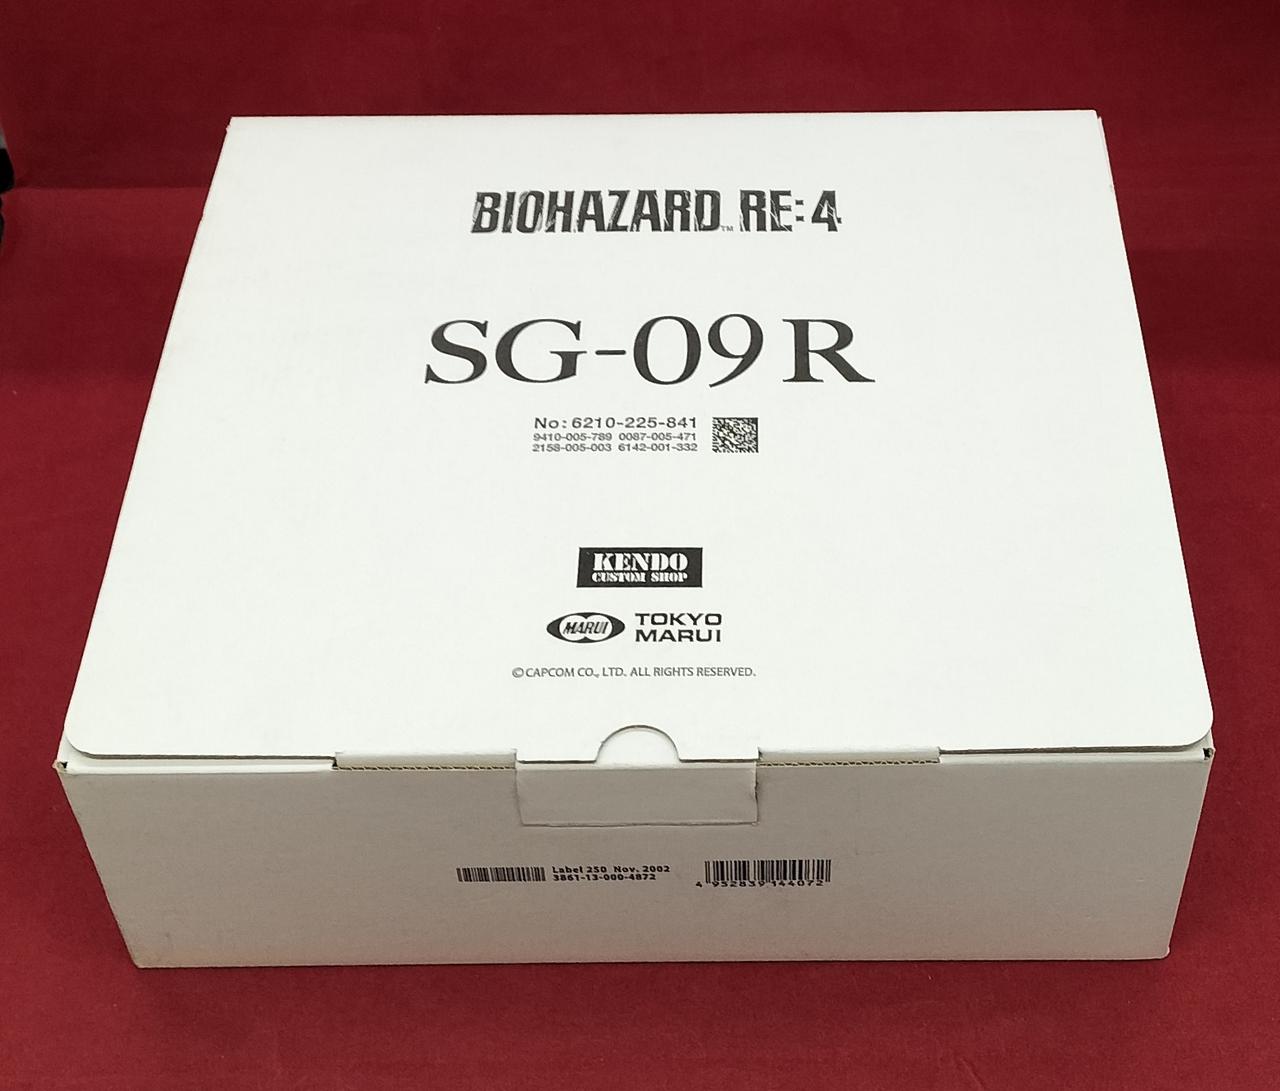 BIOHAZARD™ RE:4
SG-09 R
No: 6210-225-841
9410-005-789 0087-005-471
2158-005-003 6142-001-332
KENDO
CUSTOM SHOP
MARUI
TOKYO
MARUI
© CAPCOM CO., LTD. ALL RIGHTS RESERVED.
Label 250 Nov. 2002
3861-13-000-4872
4 952839 144072